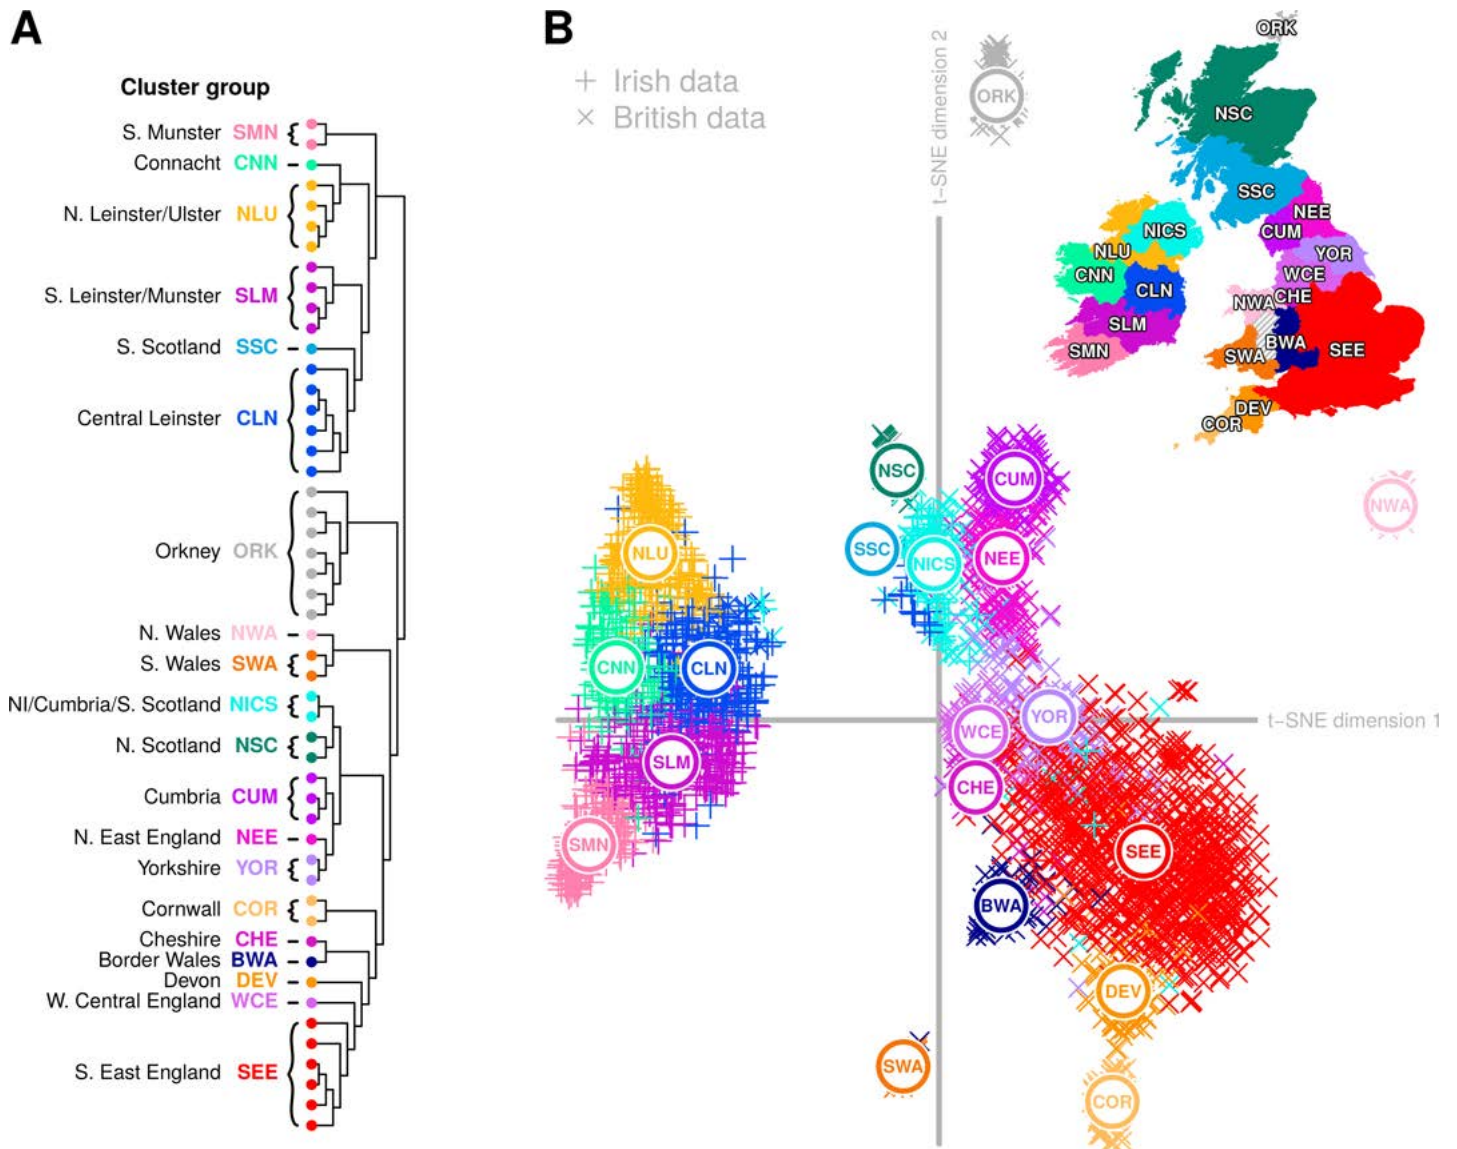 A
Cluster group
S. Munster SMN
Connacht CNN
N. Leinster/Ulster NLU
S. Leinster/Munster SLM
S. Scotland SSC
Central Leinster CLN
Orkney ORK
N. Wales NWA
S. Wales SWA
NI/Cumbria/S. Scotland NICS
N. Scotland NSC
Cumbria CUM
N. East England NEE
Yorkshire YOR
Cornwall COR
Cheshire CHE
Border Wales BWA
Devon DEV
W. Central England WCE
S. East England SEE
B
+ Irish data
× British data
t-SNE dimension 2
t-SNE dimension 1
ORK
NSC
CUM
SSC
NICS
NEE
NLU
CNN
CLN
SLM
SMN
WCE
YOR
CHE
SEE
BWA
DEV
SWA
COR
NWA
ORK
NSC
SSC
NEE
CUM
NICS
YOR
NLU
WCE
CNN
CLN
NWA
CHE
SLM
BWA
SMN
SWA
SEE
DEV
COR